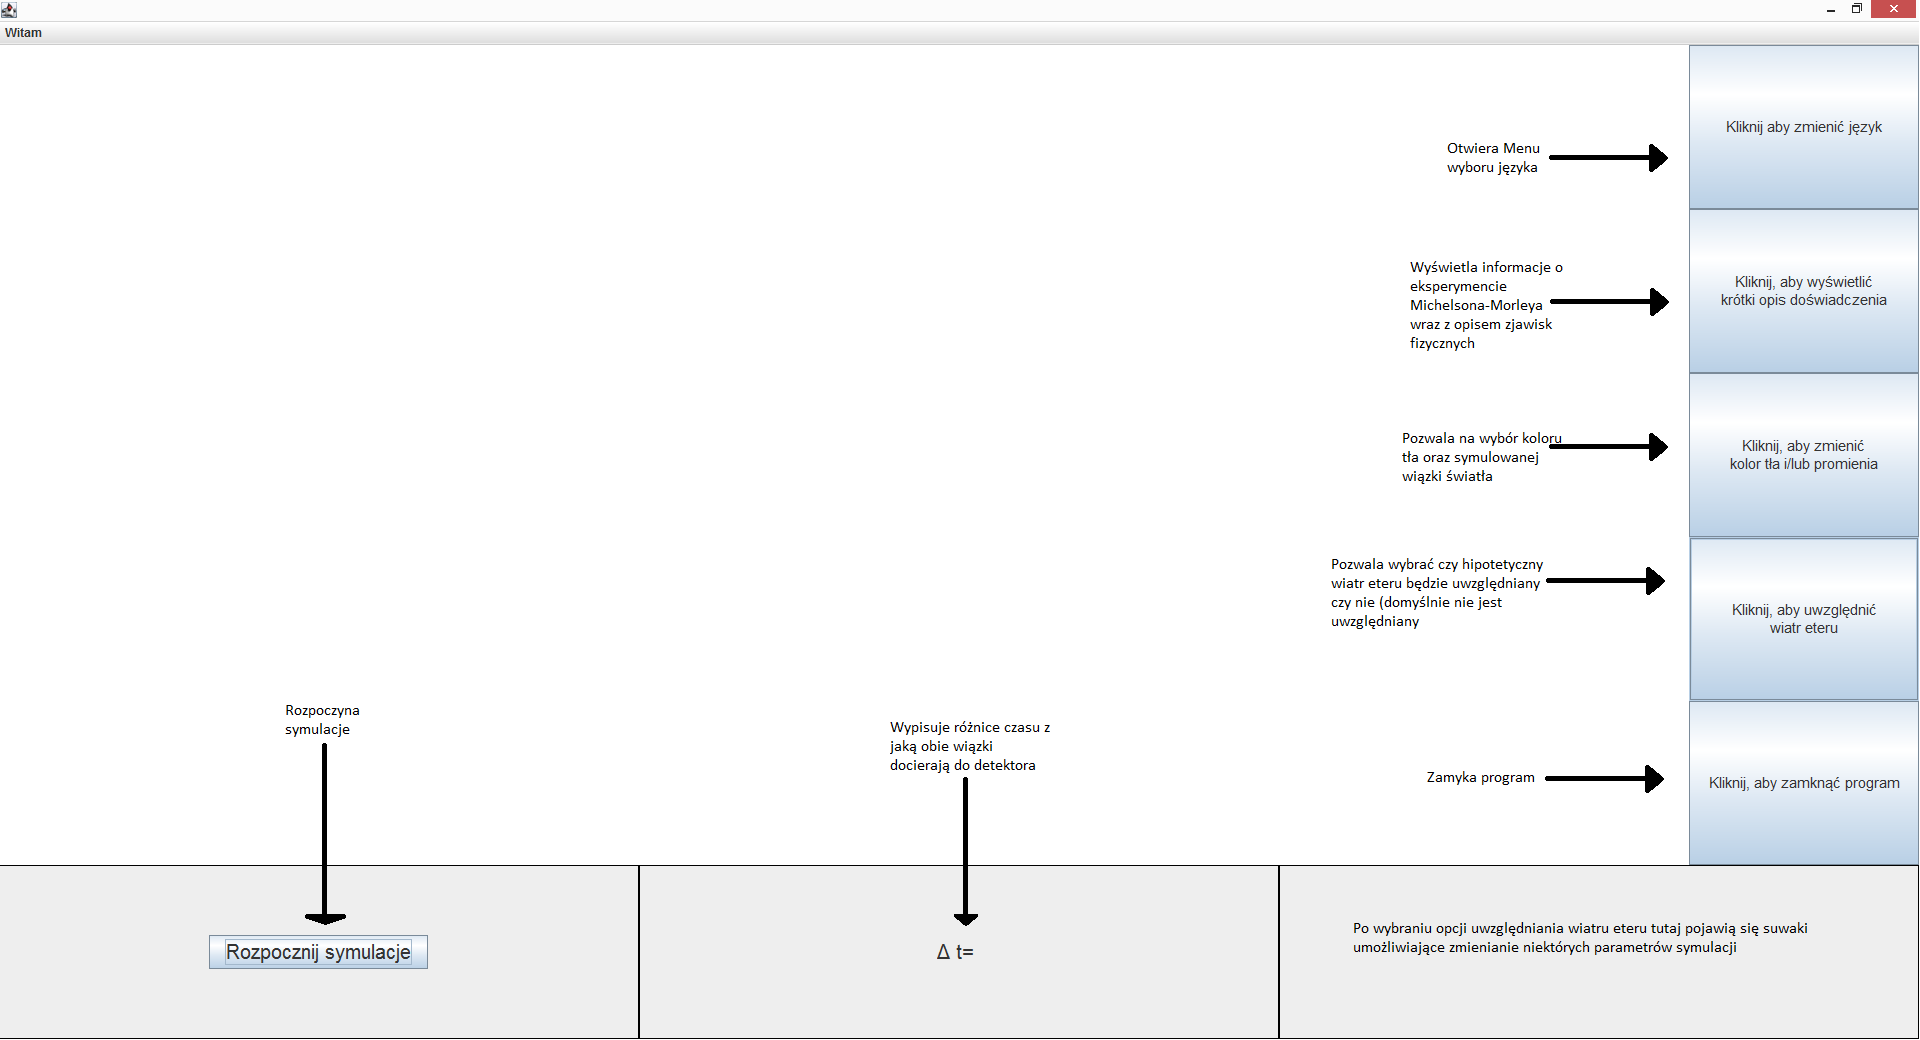 Witam
Kliknij aby zmienić język
Otwiera Menu
wyboru języka
Wyświetla informacje o
eksperymencie
Michelsona-Morleya
wraz z opisem zjawisk
fizycznych
Kliknij, aby wyświetlić
krótki opis doświadczenia
Pozwala na wybór koloru
tła oraz symulowanej
wiązki światła
Kliknij, aby zmienić
kolor tła i/lub promienia
Pozwala wybrać czy hipotetyczny
wiatr eteru będzie uwzględniany
czy nie (domyślnie nie jest
uwzględniany
Kliknij, aby uwzględnić
wiatr eteru
Rozpoczyna
symulacje
Wypisuje różnice czasu z
jaką obie wiązki
docierają do detektora
Zamyka program
Kliknij, aby zamknąć program
Rozpocznij symulacje
Δ t=
Po wybraniu opcji uwzględniania wiatru eteru tutaj pojawią się suwaki
umożliwiające zmienianie niektórych parametrów symulacji